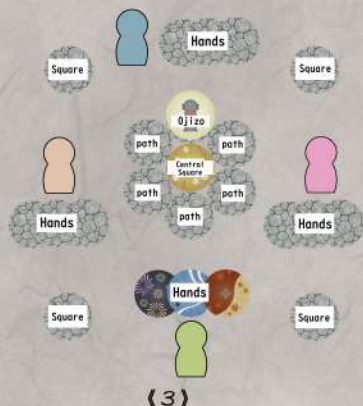 Hands
Square
Square
Ojizo
path
path
Central
Square
path
path
path
Hands
Hands
Hands
Square
Square
《3》